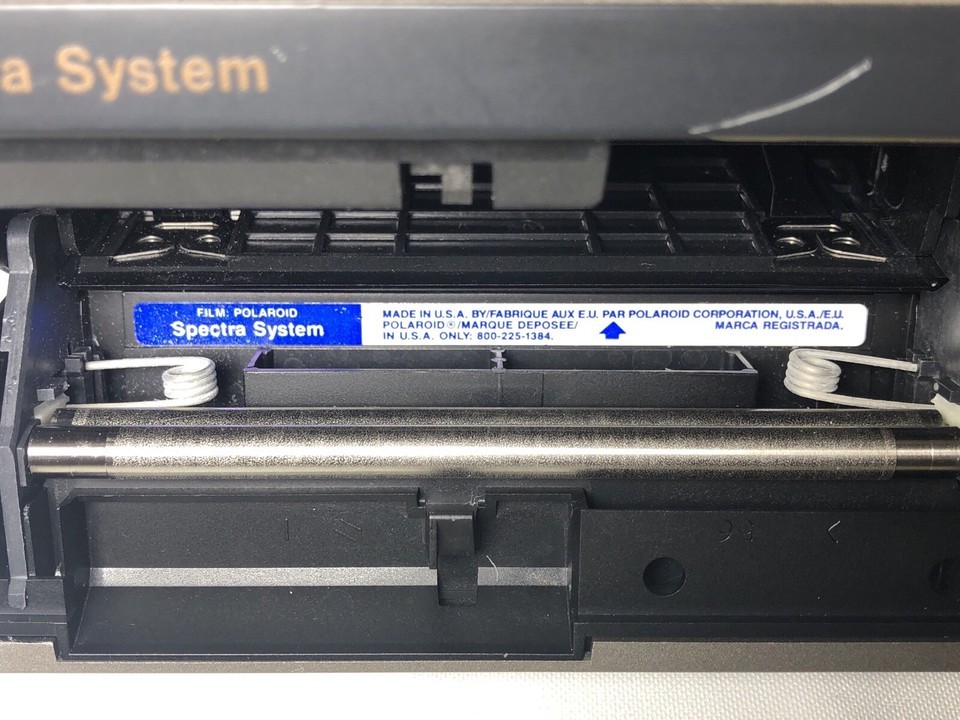 a System
FILM: POLAROID
Spectra System
MADE IN U.S.A. BY/FABRIQUE AUX E.U. PAR POLAROID CORPORATION, U.S.A./E.U.
POLAROID®/MARQUE DEPOSEE/ MARCA REGISTRADA.
IN U.S.A. ONLY: 800-225-1384.